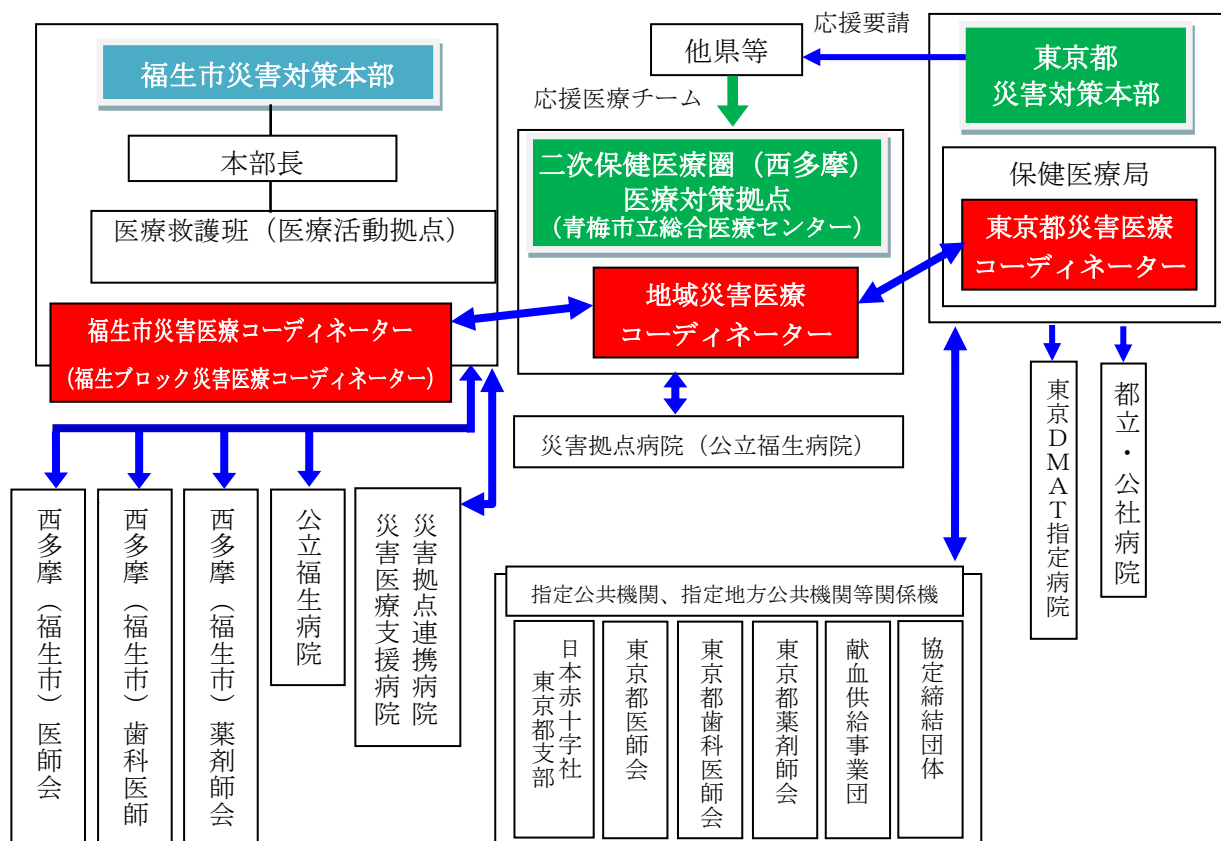 福生市災害対策本部
本部長
医療救護班（医療活動拠点）
福生市災害医療コーディネーター
（福生ブロック災害医療コーディネーター）
応援要請
他県等
応援医療チーム
二次保健医療圏（西多摩）
医療対策拠点
（青梅市立総合医療センター）
地域災害医療
コーディネーター
災害拠点病院（公立福生病院）
東京都
災害対策本部
保健医療局
東京都災害医療
コーディネーター
東京DMAT指定病院
都立・公社病院
西多摩（福生市）医師会
西多摩（福生市）歯科医師
西多摩（福生市）薬剤師会
公立福生病院
災害拠点連携病院
災害医療支援病院
指定公共機関、指定地方公共機関等関係機
日本赤十字社
東京都支部
東京都医師会
東京都歯科医師会
東京都薬剤師会
献血供給事業団
協定締結団体